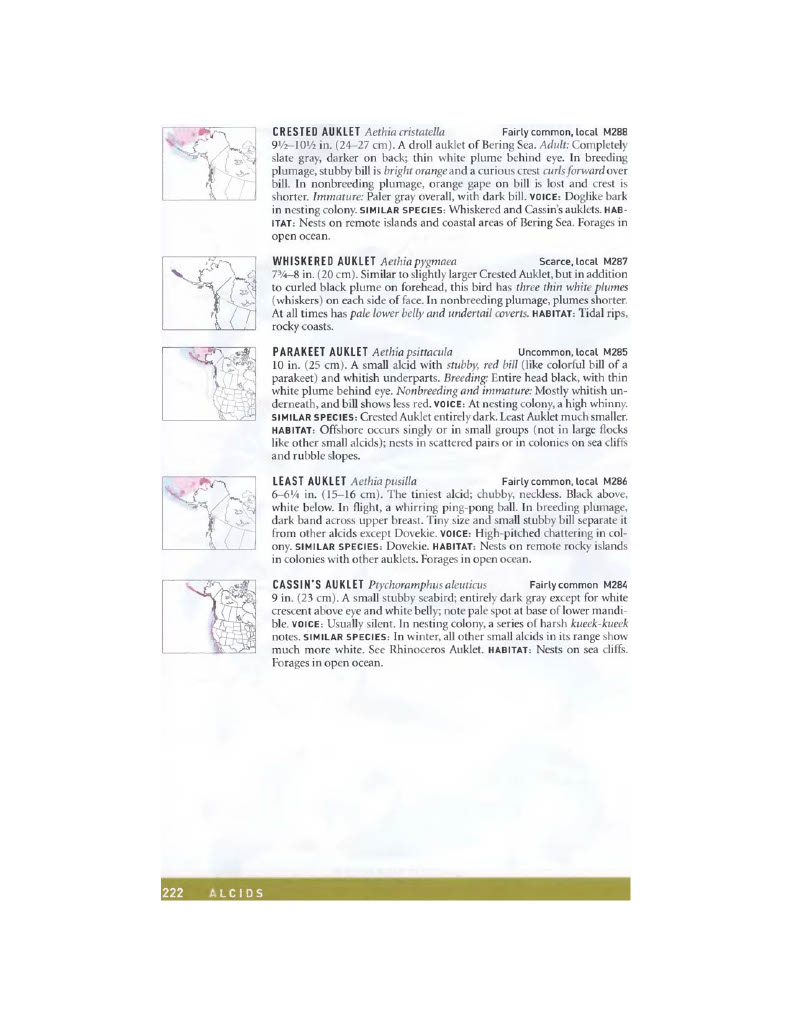 CRESTED AUKLET Aethia cristatella Fairly common, local M288
9½–10½ in. (24–27 cm). A droll auklet of Bering Sea. Adult: Completely
slate gray, darker on back; thin white plume behind eye. In breeding
plumage, stubby bill is bright orange and a curious crest curls forward over
bill. In nonbreeding plumage, orange gape on bill is lost and crest is
shorter. Immature: Paler gray overall, with dark bill. VOICE: Doglike bark
in nesting colony. SIMILAR SPECIES: Whiskered and Cassin's auklets. HAB-
ITAT: Nests on remote islands and coastal areas of Bering Sea. Forages in
open ocean.
WHISKERED AUKLET Aethia pygmaea Scarce, local M287
7¾–8 in. (20 cm). Similar to slightly larger Crested Auklet, but in addition
to curled black plume on forehead, this bird has three thin white plumes
(whiskers) on each side of face. In nonbreeding plumage, plumes shorter.
At all times has pale lower belly and undertail coverts. HABITAT: Tidal rips,
rocky coasts.
PARAKEET AUKLET Aethia psittacula Uncommon, local M285
10 in. (25 cm). A small alcid with stubby, red bill (like colorful bill of a
parakeet) and whitish underparts. Breeding: Entire head black, with thin
white plume behind eye. Nonbreeding and immature: Mostly whitish un-
derneath, and bill shows less red. VOICE: At nesting colony, a high whinny.
SIMILAR SPECIES: Crested Auklet entirely dark. Least Auklet much smaller.
HABITAT: Offshore occurs singly or in small groups (not in large flocks
like other small alcids); nests in scattered pairs or in colonies on sea cliffs
and rubble slopes.
LEAST AUKLET Aethia pusilla Fairly common, local M286
6–6¼ in. (15–16 cm). The tiniest alcid; chubby, neckless. Black above,
white below. In flight, a whirring ping-pong ball. In breeding plumage,
dark band across upper breast. Tiny size and small stubby bill separate it
from other alcids except Dovekie. VOICE: High-pitched chattering in col-
ony. SIMILAR SPECIES: Dovekie. HABITAT: Nests on remote rocky islands
in colonies with other auklets. Forages in open ocean.
CASSIN'S AUKLET Ptychoramphus aleuticus Fairly common M284
9 in. (23 cm). A small stubby seabird; entirely dark gray except for white
crescent above eye and white belly; note pale spot at base of lower mandi-
ble. VOICE: Usually silent. In nesting colony, a series of harsh kueek-kueek
notes. SIMILAR SPECIES: In winter, all other small alcids in its range show
much more white. See Rhinoceros Auklet. HABITAT: Nests on sea cliffs.
Forages in open ocean.
222 ALCIDS